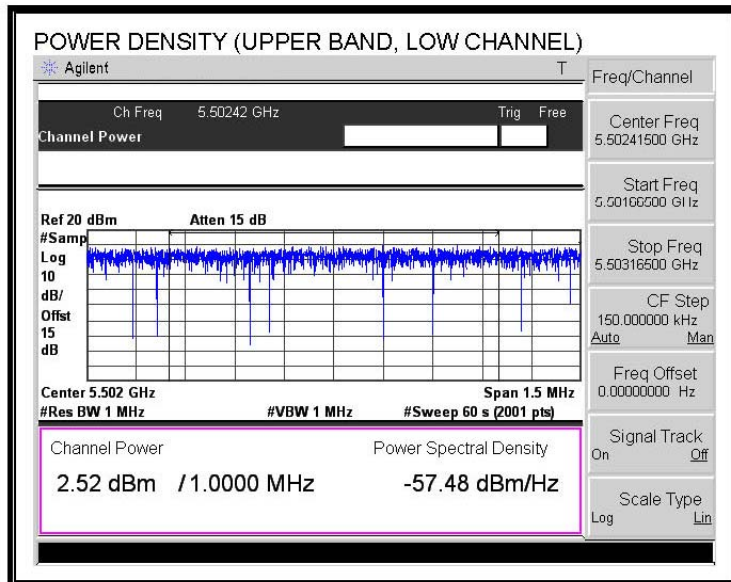 POWER DENSITY (UPPER BAND, LOW CHANNEL)
Agilent T
Freq/Channel
Ch Freq 5.50242 GHz Trig Free
Channel Power
Center Freq
5.50241500 GHz
Start Freq
5.50166500 GHz
Stop Freq
5.50316500 GHz
CF Step
150.000000 kHz
Auto Man
Freq Offset
0.00000000 Hz
Signal Track
On Off
Scale Type
Log Lin
Ref 20 dBm Atten 15 dB
#Samp
Log
10
dB/
Offst
15
dB
Center 5.502 GHz Span 1.5 MHz
#Res BW 1 MHz #VBW 1 MHz #Sweep 60 s (2001 pts)
Channel Power Power Spectral Density
2.52 dBm /1.0000 MHz -57.48 dBm/Hz